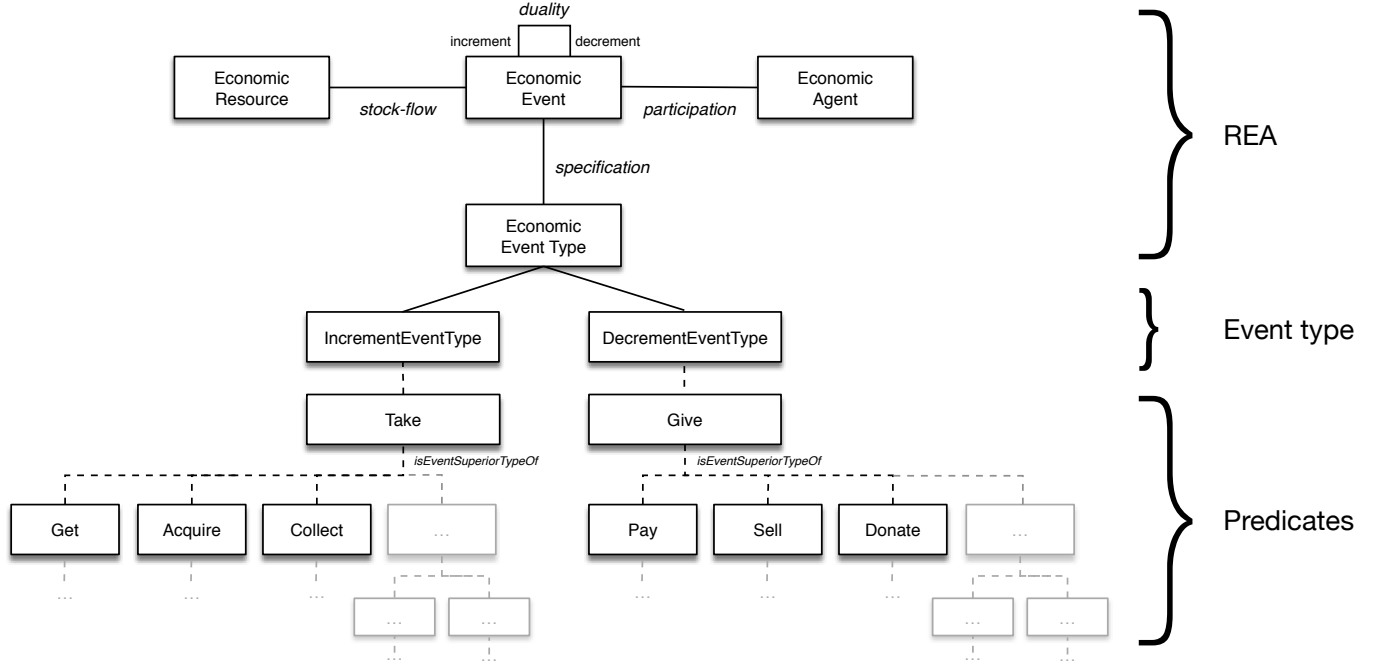 duality
increment
decrement
Economic
Resource
Economic
Event
Economic
Agent
stock-flow
participation
REA
specification
Economic
Event Type
IncrementEventType
DecrementEventType
Event type
Take
Give
isEventSuperiorTypeOf
isEventSuperiorTypeOf
Get
Acquire
Collect
...
Pay
Sell
Donate
...
Predicates
...
...
...
...
...
...
...
...
...
...
...
...
...
...